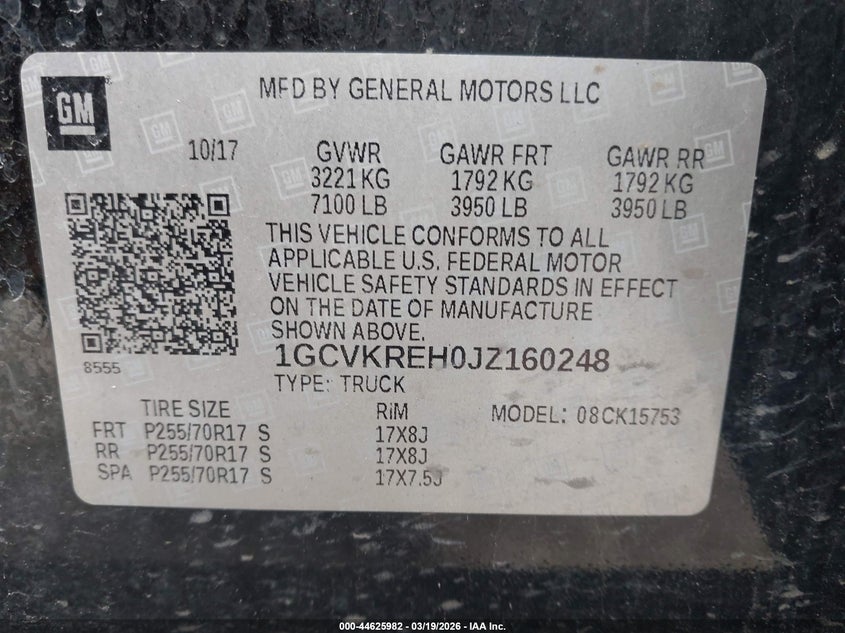 GM
MFD BY GENERAL MOTORS LLC
10/17 GVWR GAWR FRT GAWR RR
3221 KG 1792 KG 1792 KG
7100 LB 3950 LB 3950 LB
THIS VEHICLE CONFORMS TO ALL
APPLICABLE U.S. FEDERAL MOTOR
VEHICLE SAFETY STANDARDS IN EFFECT
ON THE DATE OF MANUFACTURE
SHOWN ABOVE.
8555
1GCVKREH0JZ160248
TYPE: TRUCK
TIRE SIZE RIM MODEL: 08CK15753
FRT P255/70R17 S 17X8J
RR P255/70R17 S 17X8J
SPA P255/70R17 S 17X7.5J
000-44625982 - 03/19/2026 - IAA Inc.